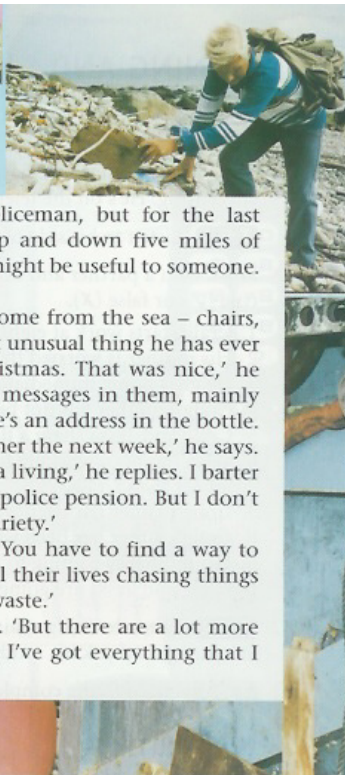 liceman, but for the last
p and down five miles of
night be useful to someone.
ome from the sea – chairs,
t unusual thing he has ever
istmas. That was nice,' he
messages in them, mainly
e's an address in the bottle.
her the next week,' he says.
a living,' he replies. I barter
police pension. But I don't
riety.'
You have to find a way to
l their lives chasing things
vaste.'
. 'But there are a lot more
I've got everything that I